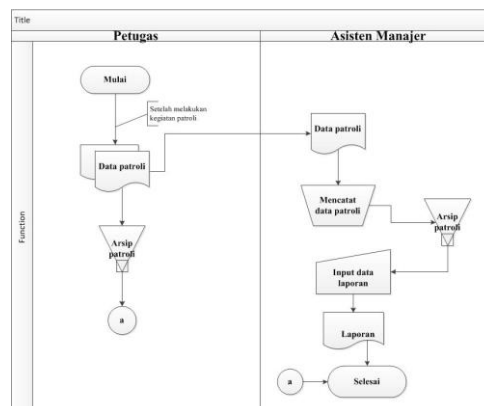 Title
Petugas
Asisten Manajer
Function
Mulai
Setelah melakukan
kegiatan patroli
Data patroli
Arsip
patroli
a
Data patroli
Mencatat
data patroli
Arsip
patroli
Input data
laporan
Laporan
a
Selesai